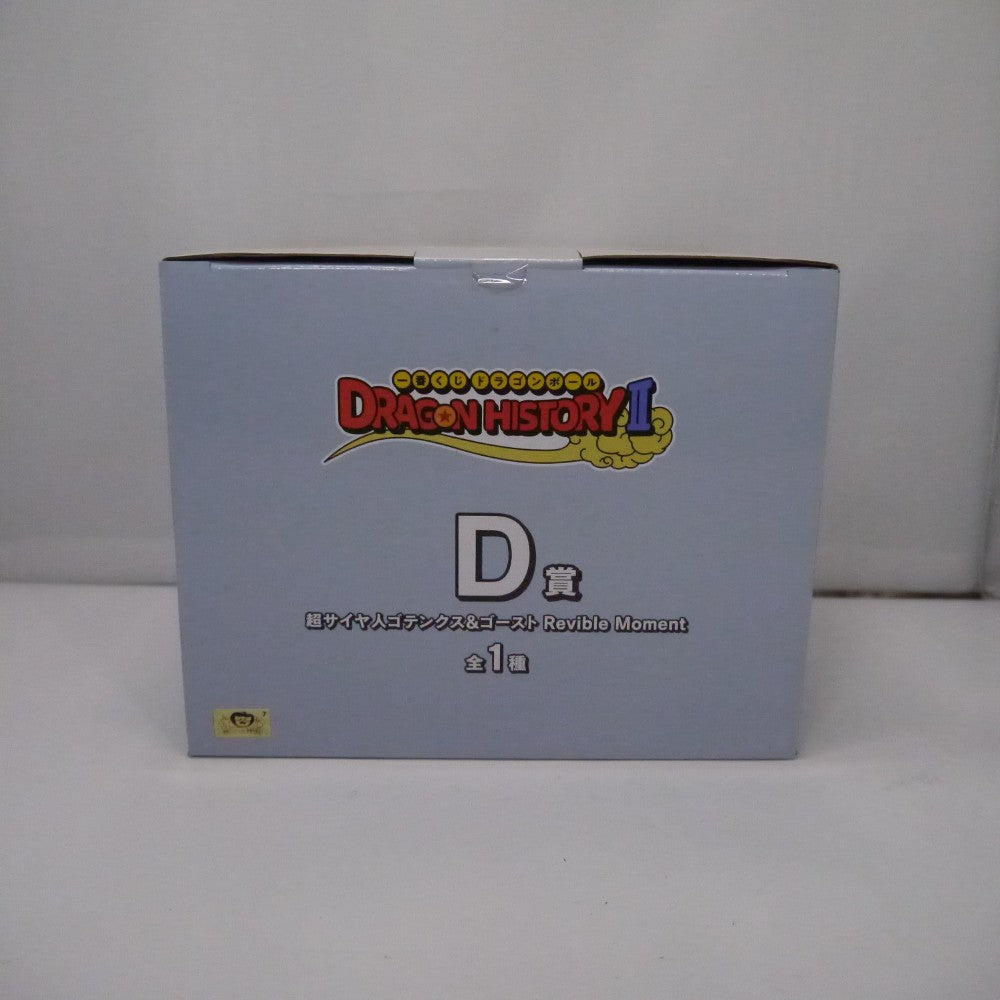 一番くじ ドラゴンボール
DRAGON HISTORY II
D賞
超サイヤ人ゴテンクス&ゴースト Revible Moment
全1種
7